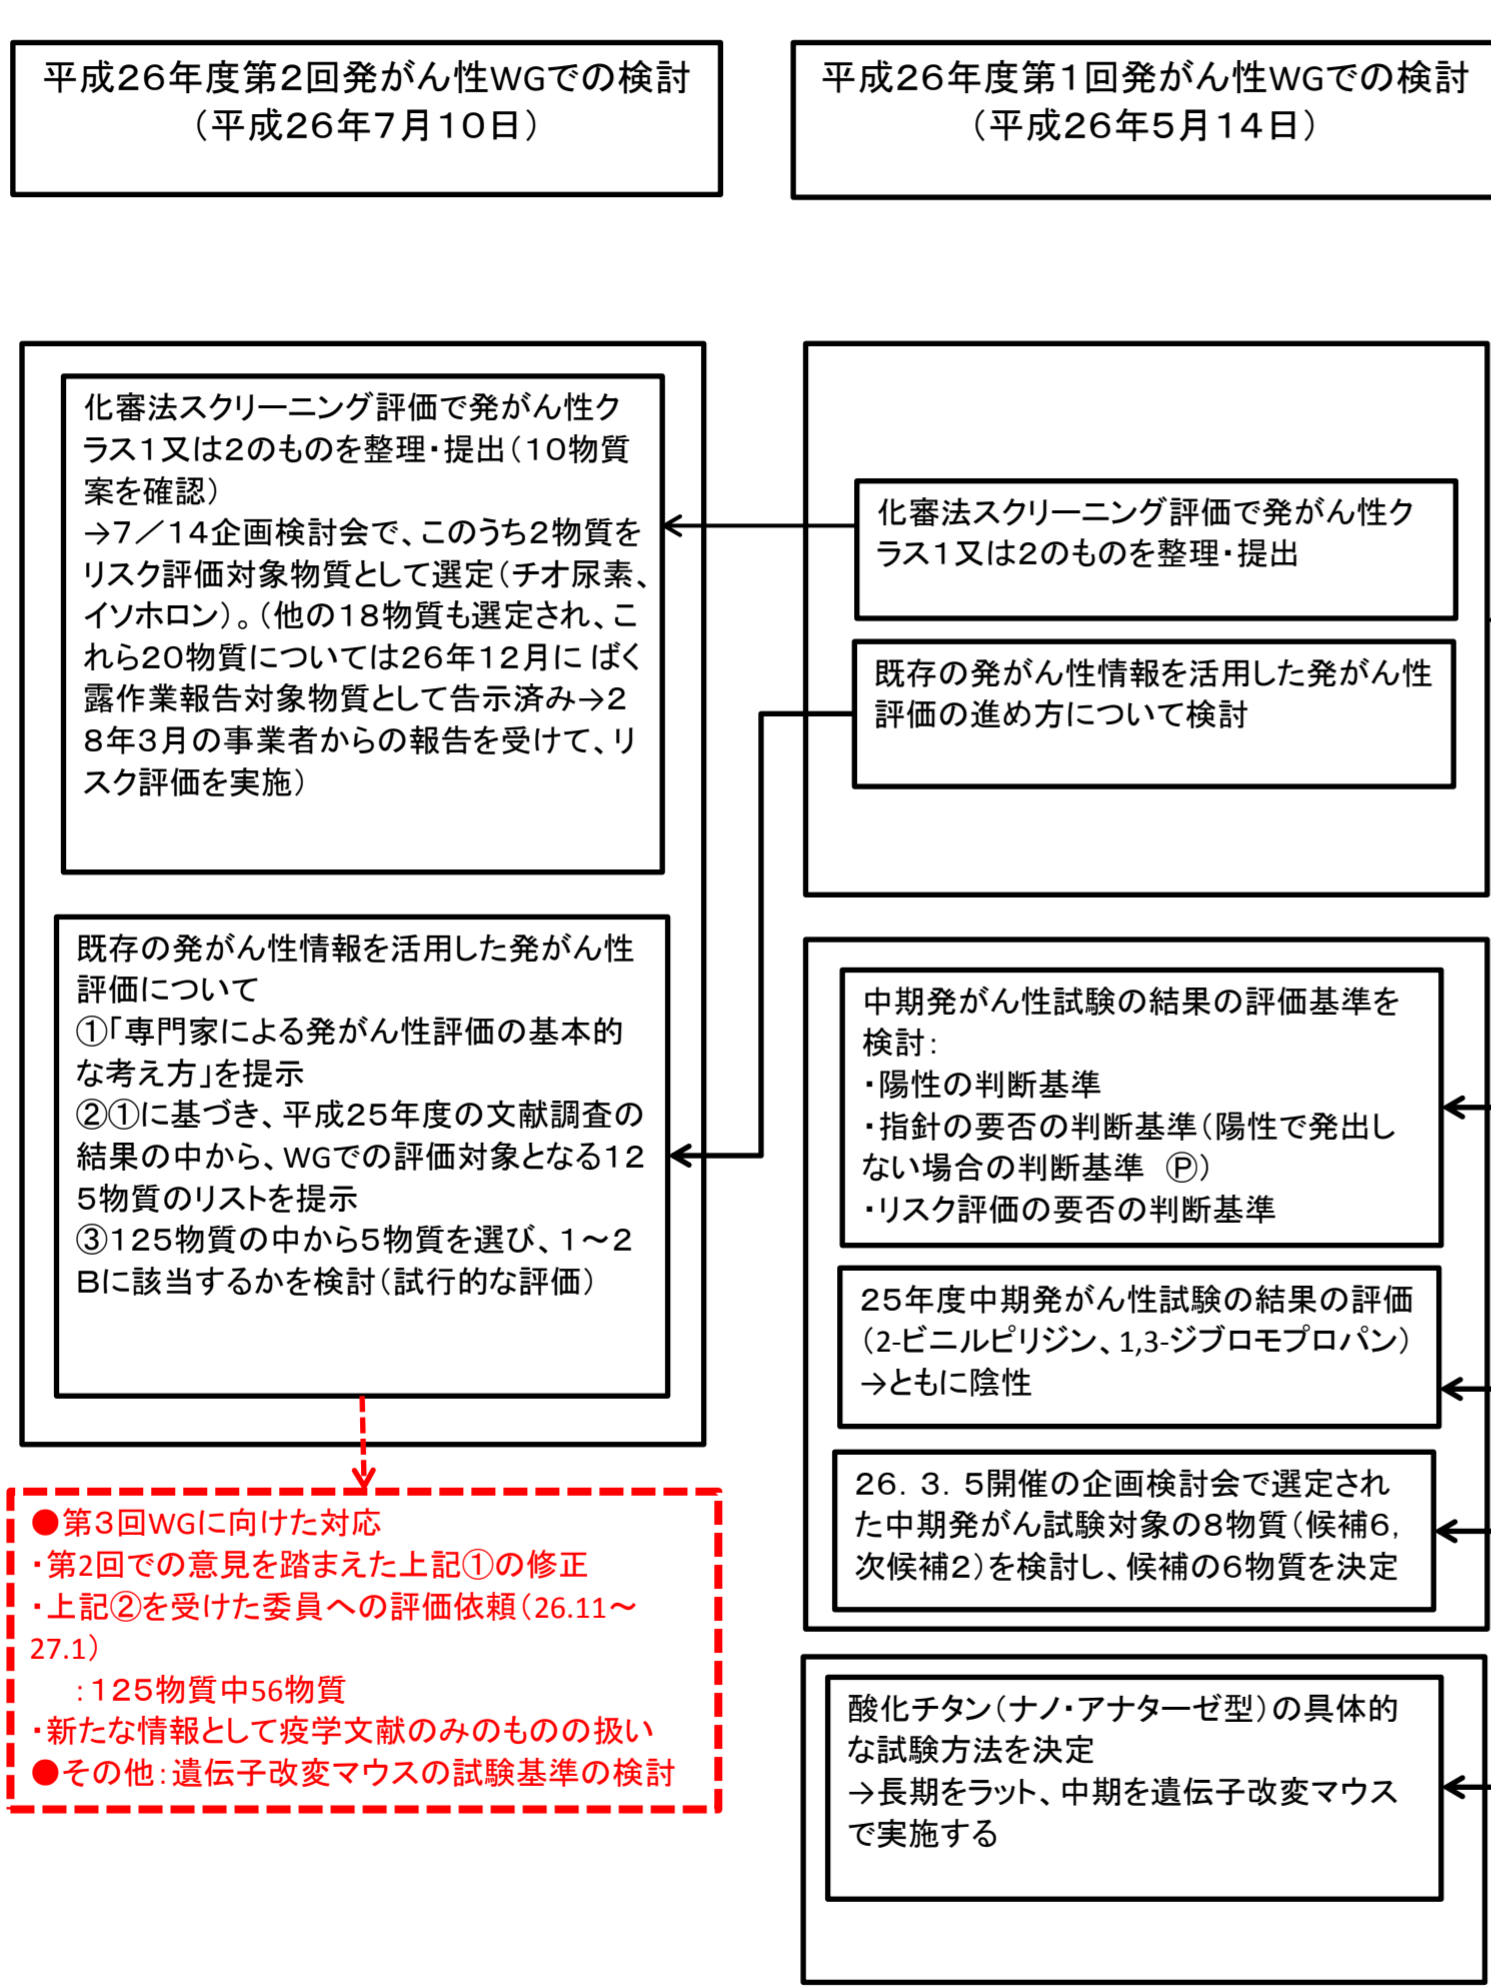 平成26年度第2回発がん性WGでの検討
（平成26年7月10日）
平成26年度第1回発がん性WGでの検討
（平成26年5月14日）
化審法スクリーニング評価で発がん性ク
ラス1又は2のものを整理・提出（10物質
案を確認）
→7／14企画検討会で、このうち2物質を
リスク評価対象物質として選定（チオ尿素、
イソホロン）。（他の18物質も選定され、こ
れら20物質については26年12月に ばく
露作業報告対象物質として告示済み→2
8年3月の事業者からの報告を受けて、リ
スク評価を実施）
既存の発がん性情報を活用した発がん性
評価について
①「専門家による発がん性評価の基本的
な考え方」を提示
②①に基づき、平成25年度の文献調査の
結果の中から、WGでの評価対象となる12
5物質のリストを提示
③125物質の中から5物質を選び、1～2
Bに該当するかを検討（試行的な評価）
●第3回WGに向けた対応
・第2回での意見を踏まえた上記①の修正
・上記②を受けた委員への評価依頼（26.11～
27.1）
：125物質中56物質
・新たな情報として疫学文献のみのものの扱い
●その他：遺伝子改変マウスの試験基準の検討
化審法スクリーニング評価で発がん性ク
ラス1又は2のものを整理・提出
既存の発がん性情報を活用した発がん性
評価の進め方について検討
中期発がん性試験の結果の評価基準を
検討：
・陽性の判断基準
・指針の要否の判断基準（陽性で発出し
ない場合の判断基準　Ⓟ）
・リスク評価の要否の判断基準
25年度中期発がん性試験の結果の評価
（2-ビニルピリジン、1,3-ジブロモプロパン）
→ともに陰性
26．3．5開催の企画検討会で選定され
た中期発がん試験対象の8物質（候補6，
次候補2）を検討し、候補の6物質を決定
酸化チタン（ナノ・アナターゼ型）の具体的
な試験方法を決定
→長期をラット、中期を遺伝子改変マウス
で実施する